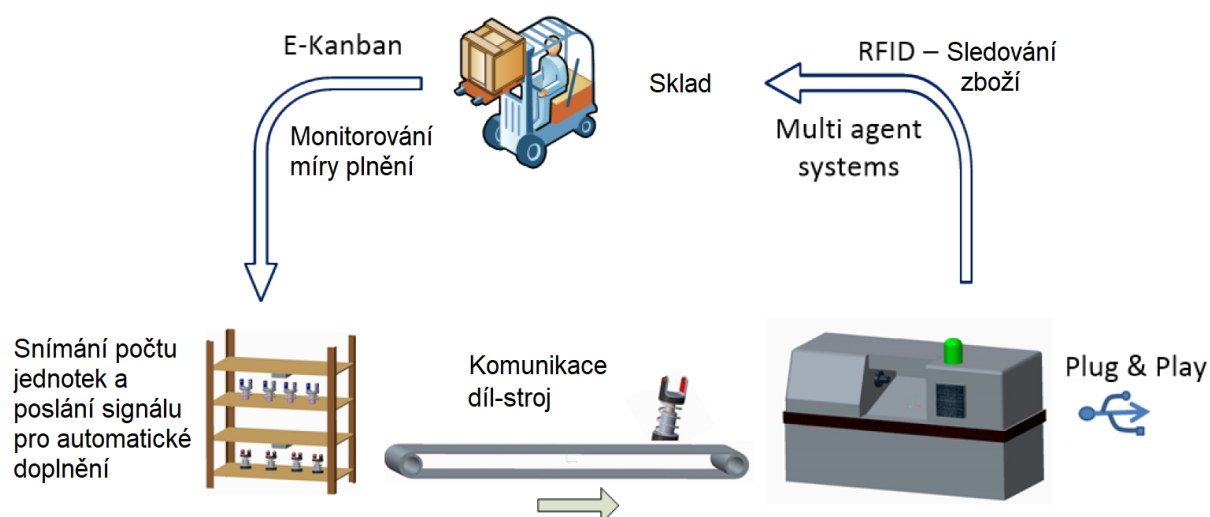 E-Kanban
Monitorování
míry plnění
Sklad
RFID – Sledování
zboží
Multi agent
systems
Snímání počtu
jednotek a
poslání signálu
pro automatické
doplnění
Komunikace
díl-stroj
Plug & Play